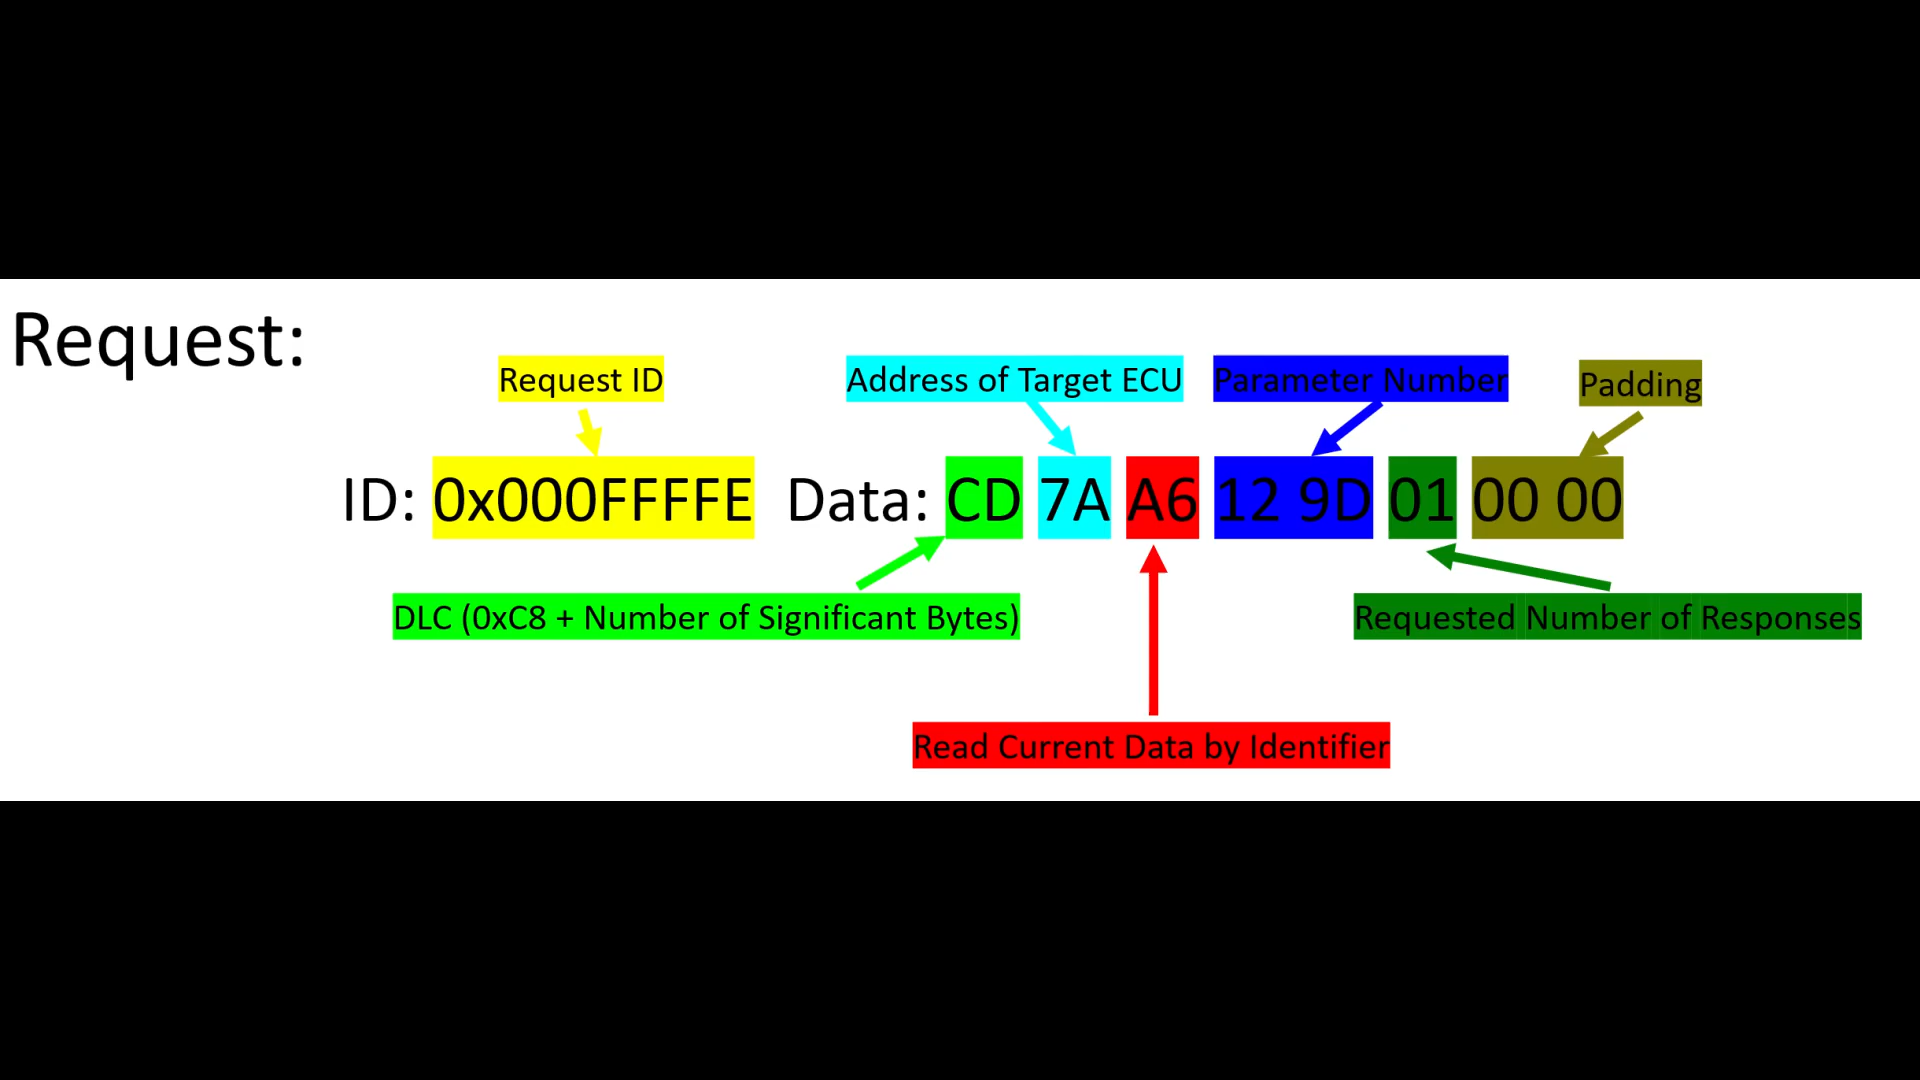 Request:
Request ID
Address of Target ECU
Parameter Number
Padding
ID: 0x000FFFFE Data: CD 7A A6 12 9D 01 00 00
DLC (0xC8 + Number of Significant Bytes)
Requested Number of Responses
Read Current Data by Identifier